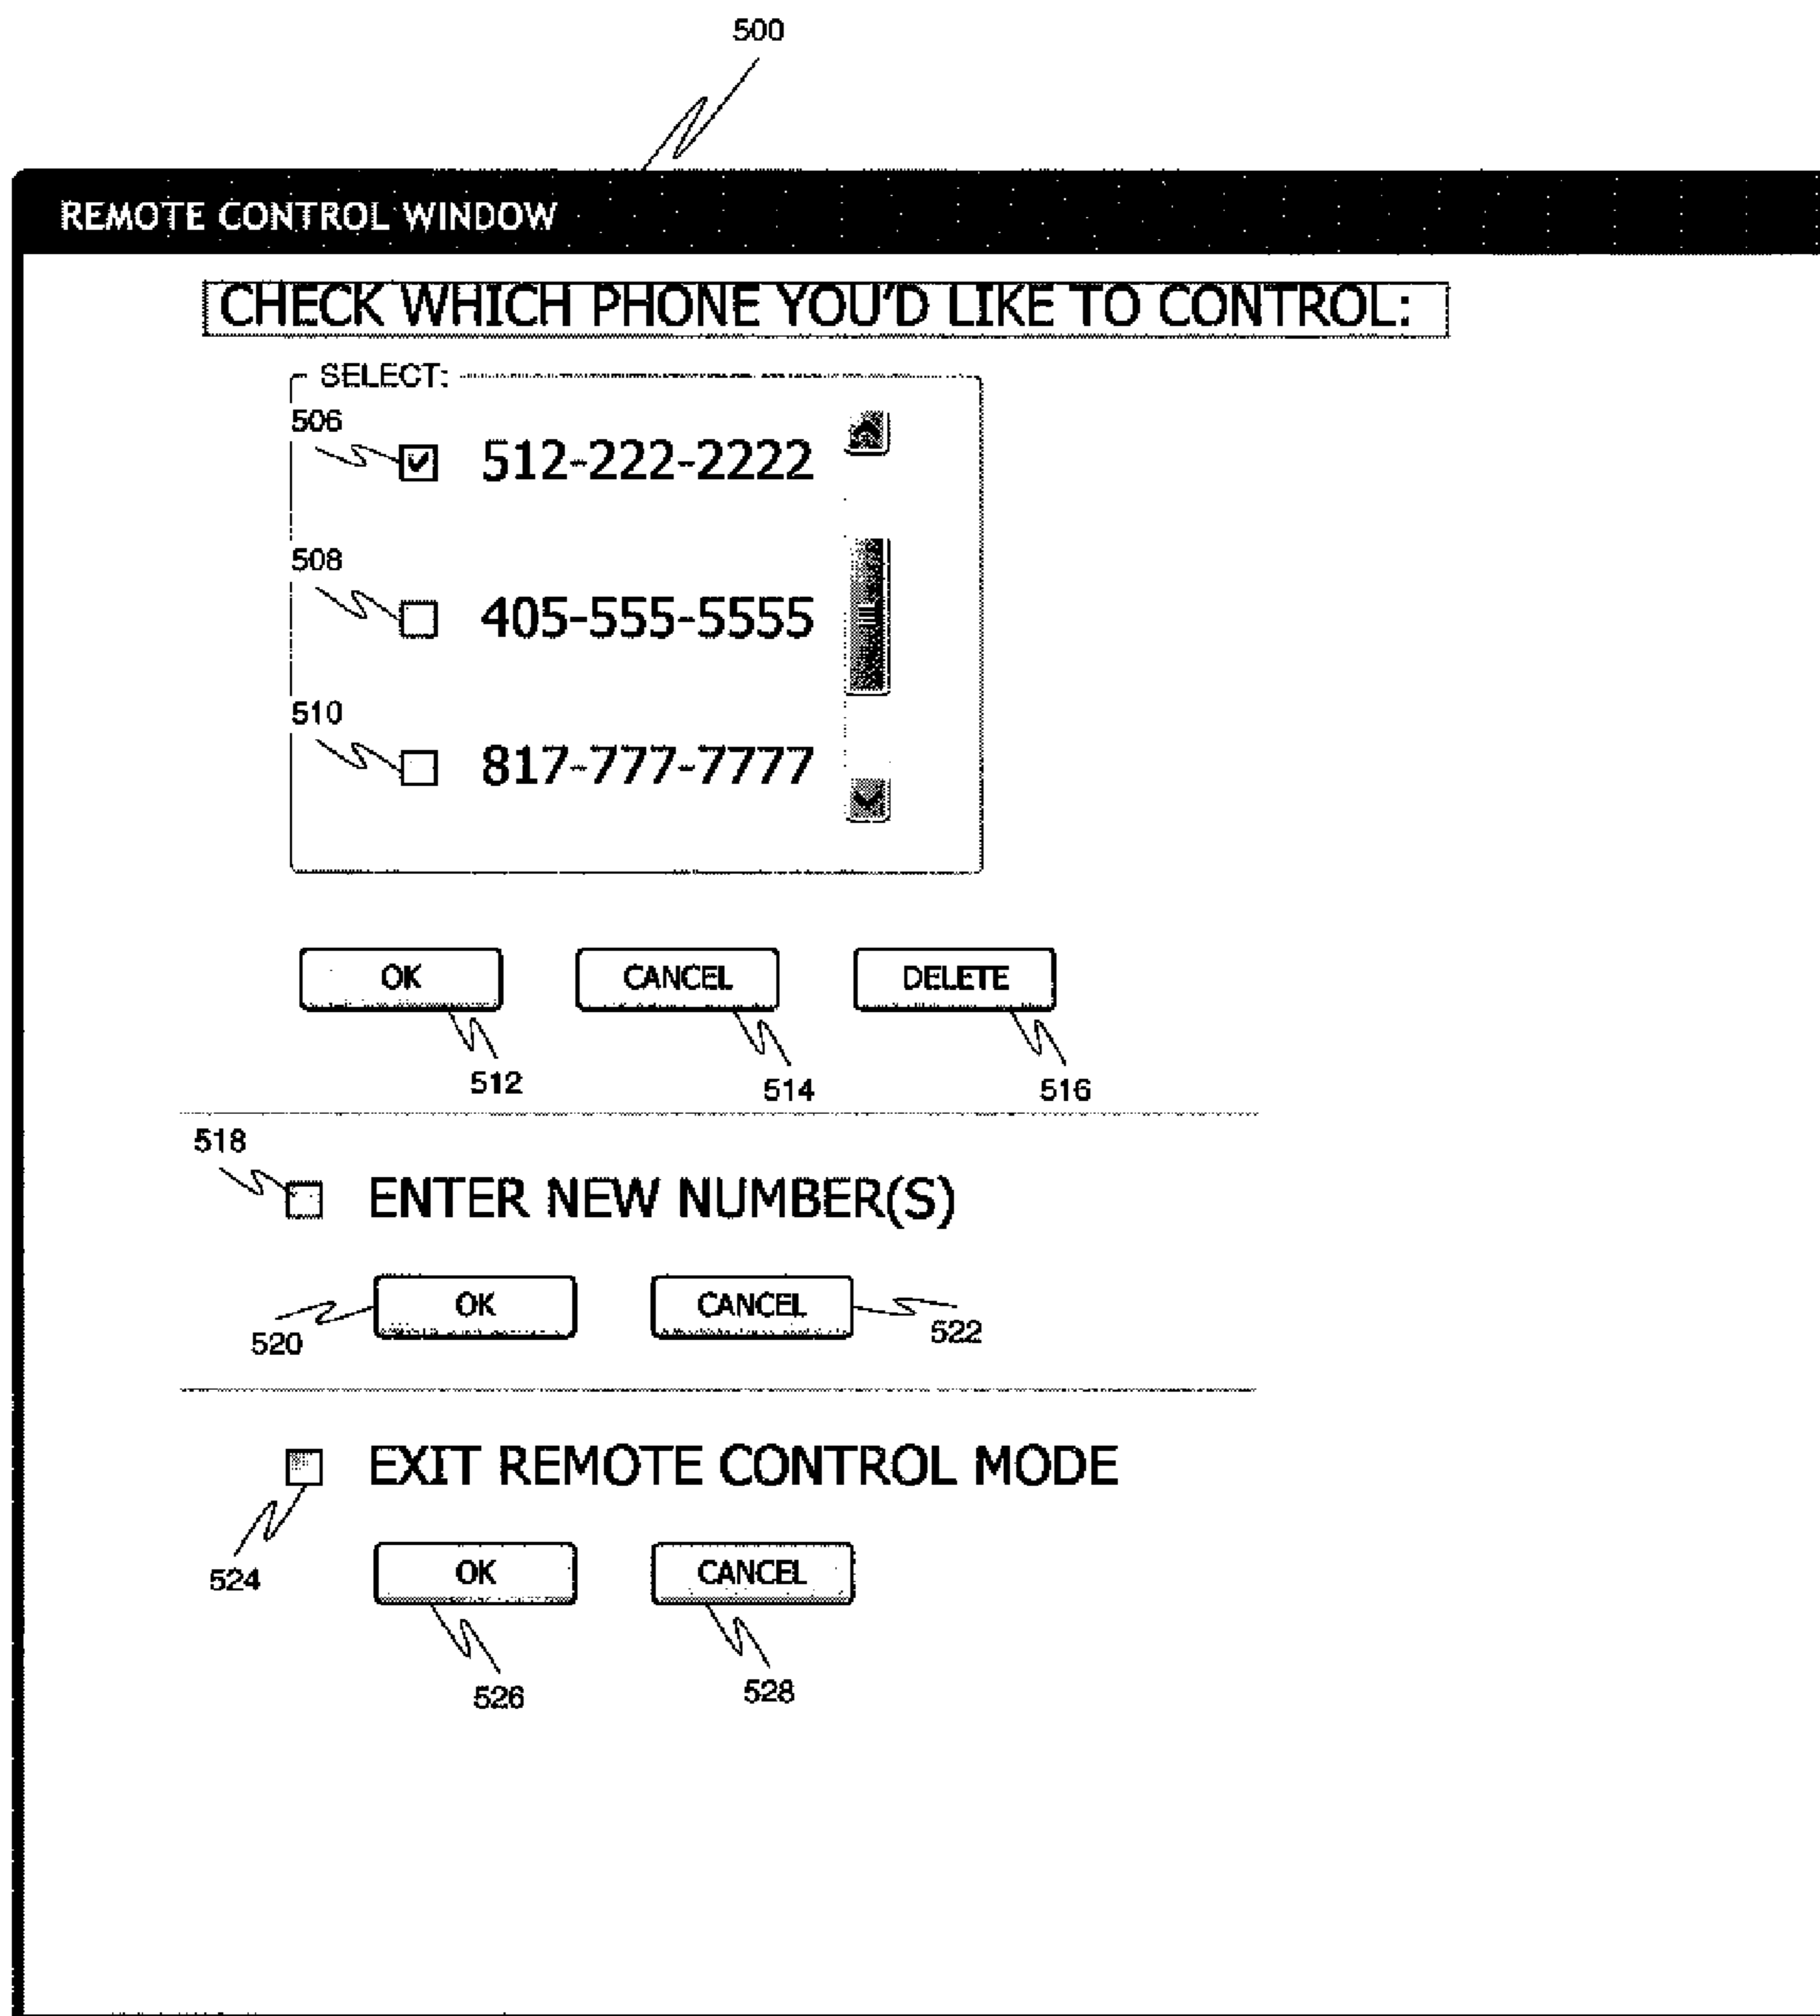 500
REMOTE CONTROL WINDOW
CHECK WHICH PHONE YOU'D LIKE TO CONTROL:
SELECT:
506
512-222-2222
508
405-555-5555
510
817-777-7777
OK CANCEL DELETE
512 514 516
518
ENTER NEW NUMBER(S)
OK CANCEL
520 522
EXIT REMOTE CONTROL MODE
524
OK CANCEL
526 528